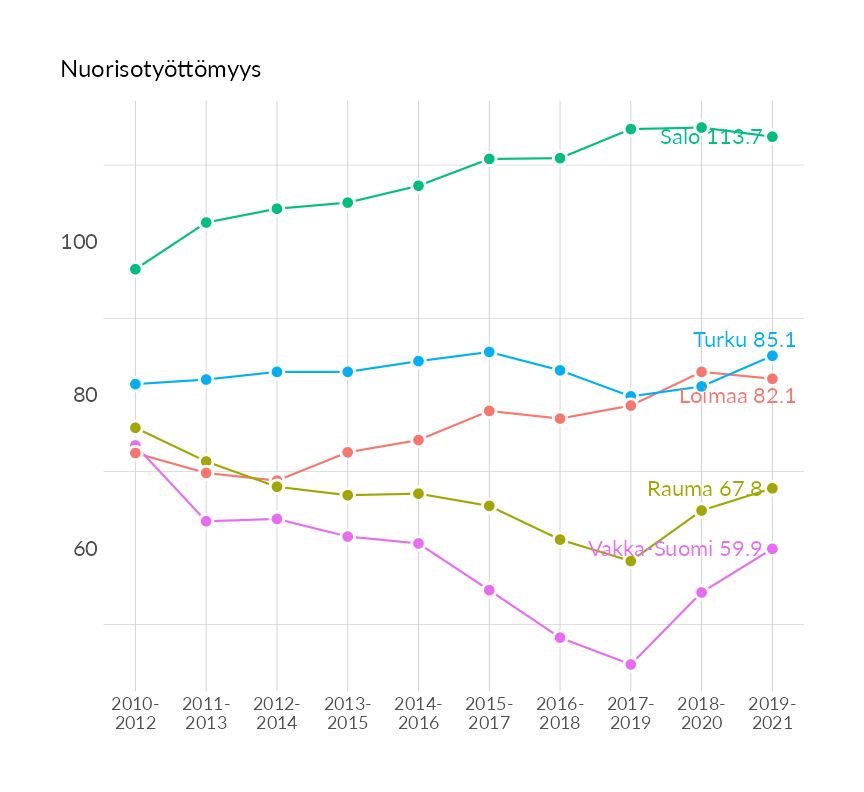 Nuorisotyöttömyys
Salo 113.7
100
Turku 85.1
80
Loimaa 82.1
Rauma 67.8
60
Vakka-Suomi 59.9
2010- 2011- 2012- 2013- 2014- 2015- 2016- 2017- 2018- 2019-
2012 2013 2014 2015 2016 2017 2018 2019 2020 2021